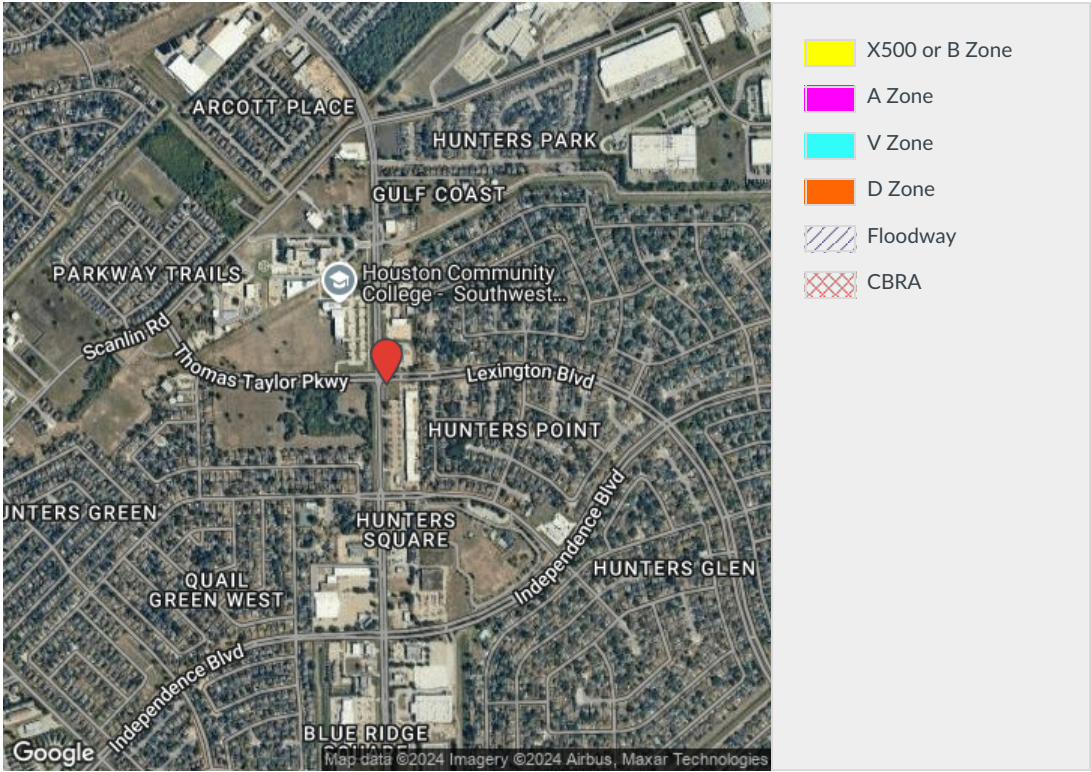 X500 or B Zone
A Zone
V Zone
D Zone
Floodway
CBRA
ARCOTT PLACE
HUNTERS PARK
GULF COAST
PARKWAY TRAILS
Houston Community
College - Southwest...
Scanlin Rd
Thomas Taylor Pkwy
Lexington Blvd
HUNTERS POINT
UNTERS GREEN
HUNTERS
SQUARE
Independence Blvd
HUNTERS GLEN
QUAIL
GREEN WEST
Independence Blvd
BLUE RIDGE
SQUARE
Google
Map data ©2024 Imagery ©2024 Airbus, Maxar Technologies